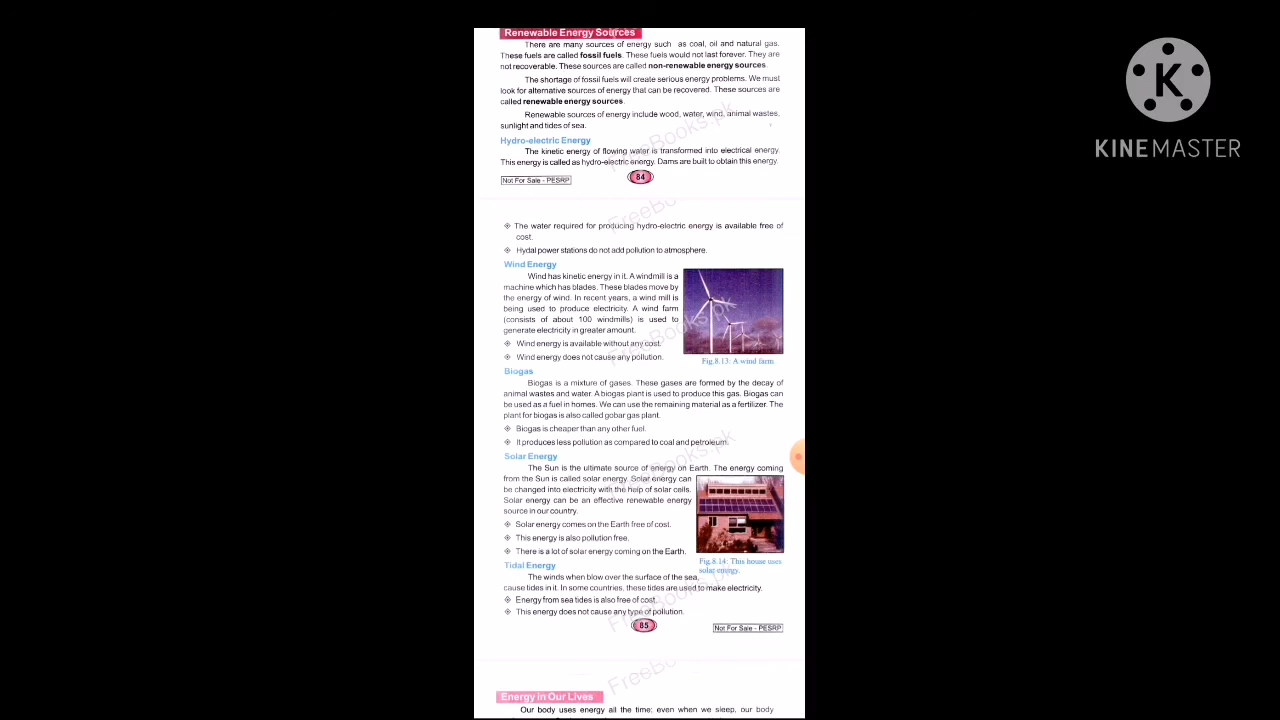 Renewable Energy Sources
There are many sources of energy such as coal, oil and natural gas.
These fuels are called fossil fuels. These fuels would not last forever. They are
not recoverable. These sources are called non-renewable energy sources.
The shortage of fossil fuels will create serious energy problems. We must
look for alternative sources of energy that can be recovered. These sources are
called renewable energy sources.
Renewable sources of energy include wood, water, wind, animal wastes,
sunlight and tides of sea.
Hydro-electric Energy
The kinetic energy of flowing water is transformed into electrical energy.
This energy is called as hydro-electric energy. Dams are built to obtain this energy.
Not For Sale - PESRP
84
The water required for producing hydro-electric energy is available free of
cost.
Hydal power stations do not add pollution to atmosphere.
Wind Energy
Wind has kinetic energy in it. A windmill is a
machine which has blades. These blades move by
the energy of wind. In recent years, a wind mill is
being used to produce electricity. A wind farm
(consists of about 100 windmills) is used to
generate electricity in greater amount.
Wind energy is available without any cost.
Wind energy does not cause any pollution.
Fig.8.13: A wind farm
Biogas
Biogas is a mixture of gases. These gases are formed by the decay of
animal wastes and water. A biogas plant is used to produce this gas. Biogas can
be used as a fuel in homes. We can use the remaining material as a fertilizer. The
plant for biogas is also called gobar gas plant.
Biogas is cheaper than any other fuel.
It produces less pollution as compared to coal and petroleum.
Solar Energy
The Sun is the ultimate source of energy on Earth. The energy coming
from the Sun is called solar energy. Solar energy can
be changed into electricity with the help of solar cells.
Solar energy can be an effective renewable energy
source in our country.
Solar energy comes on the Earth free of cost.
This energy is also pollution free.
There is a lot of solar energy coming on the Earth.
Fig.8.14: This house uses
solar energy.
Tidal Energy
The winds when blow over the surface of the sea,
cause tides in it. In some countries, these tides are used to make electricity.
Energy from sea tides is also free of cost.
This energy does not cause any type of pollution.
85
Not For Sale - PESRP
Energy in Our Lives
Our body uses energy all the time; even when we sleep, our body
FreeBooks.pk
FreeBo
FreeBooks.pk
FreeBooks.pk
FreeBooks.pk
FreeBo
K
KINEMASTER